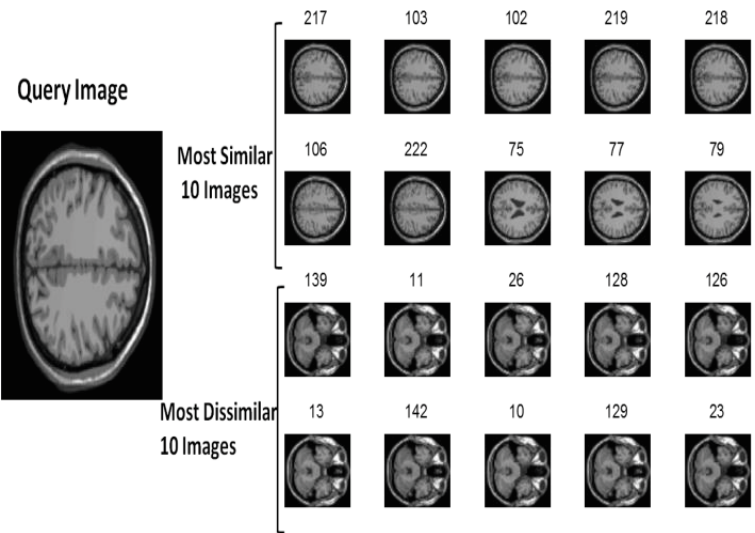 Query Image
Most Similar
10 Images
217 103 102 219 218
106 222 75 77 79
Most Dissimilar
10 Images
139 11 26 128 126
13 142 10 129 23